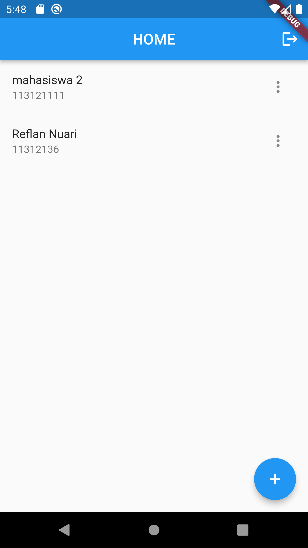 5:48
DEBUG
HOME
mahasiswa 2
113121111
Reflan Nuari
11312136